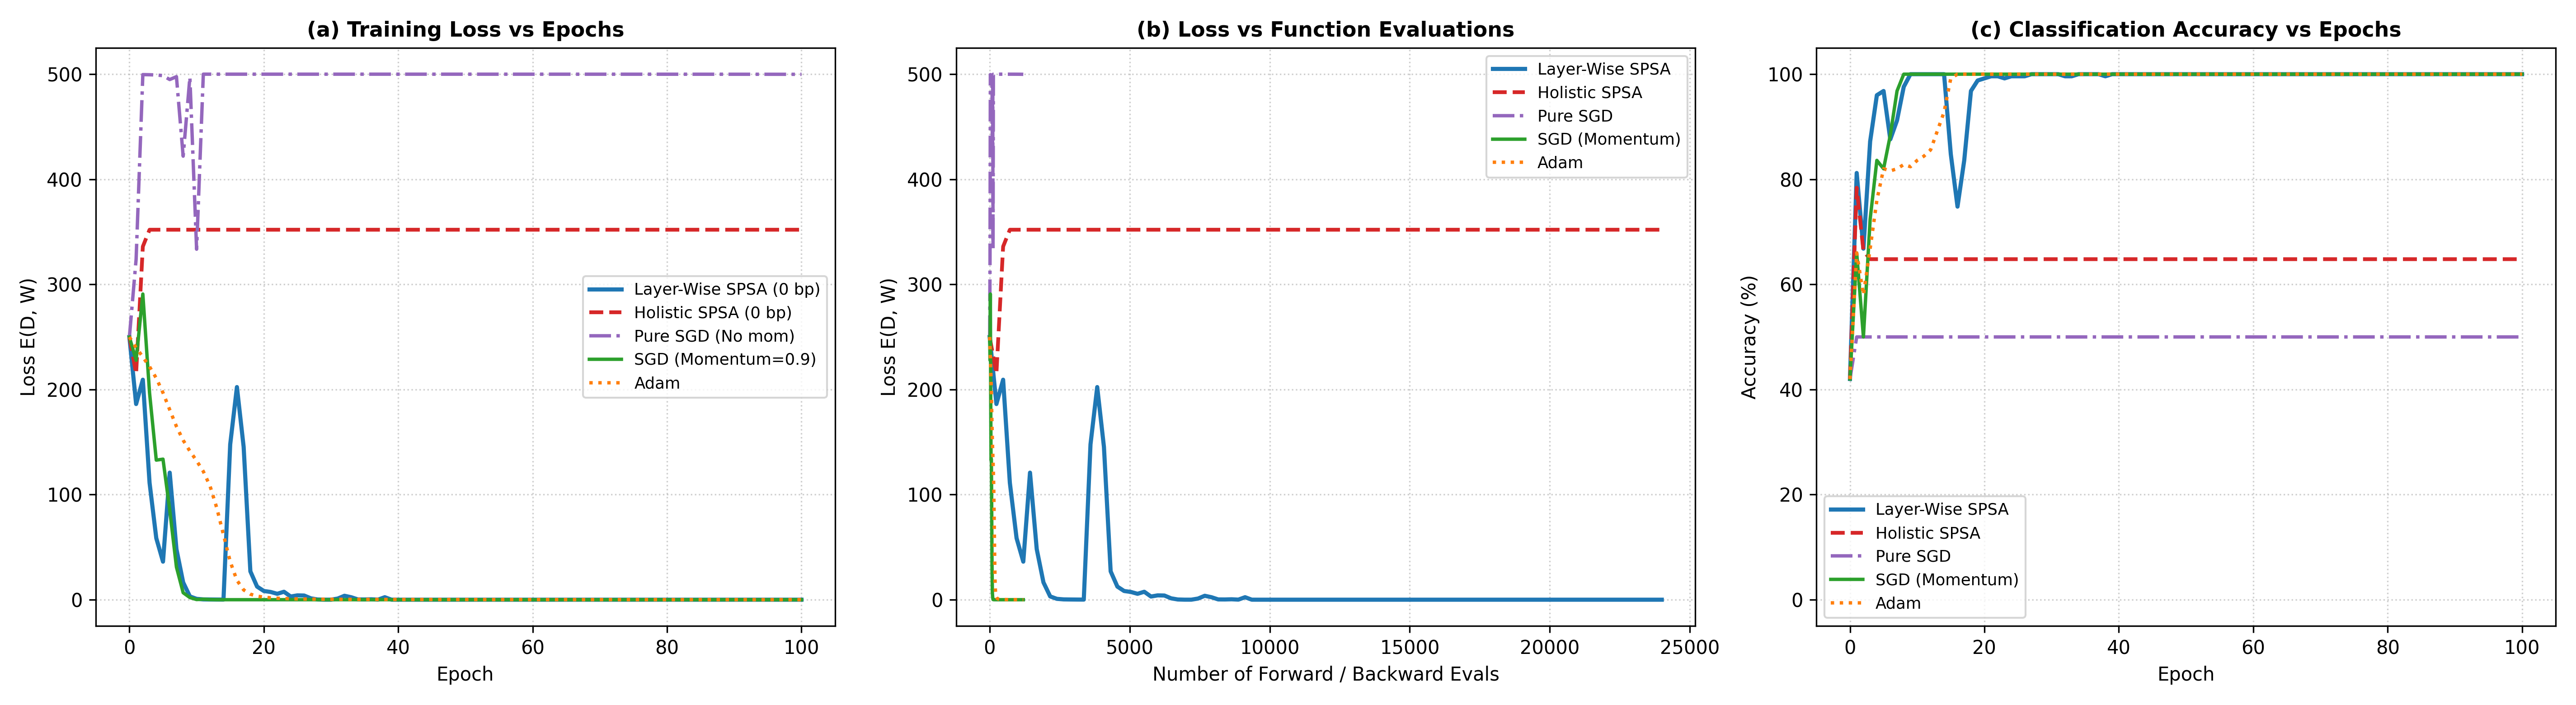 (a) Training Loss vs Epochs
Loss E(D, W)
500
400
300
200
100
0
Layer-Wise SPSA (0 bp)
Holistic SPSA (0 bp)
Pure SGD (No mom)
SGD (Momentum=0.9)
Adam
0 20 40 60 80 100
Epoch
(b) Loss vs Function Evaluations
Loss E(D, W)
500
400
300
200
100
0
Layer-Wise SPSA
Holistic SPSA
Pure SGD
SGD (Momentum)
Adam
0 5000 10000 15000 20000 25000
Number of Forward / Backward Evals
(c) Classification Accuracy vs Epochs
Accuracy (%)
100
80
60
40
20
0
Layer-Wise SPSA
Holistic SPSA
Pure SGD
SGD (Momentum)
Adam
0 20 40 60 80 100
Epoch